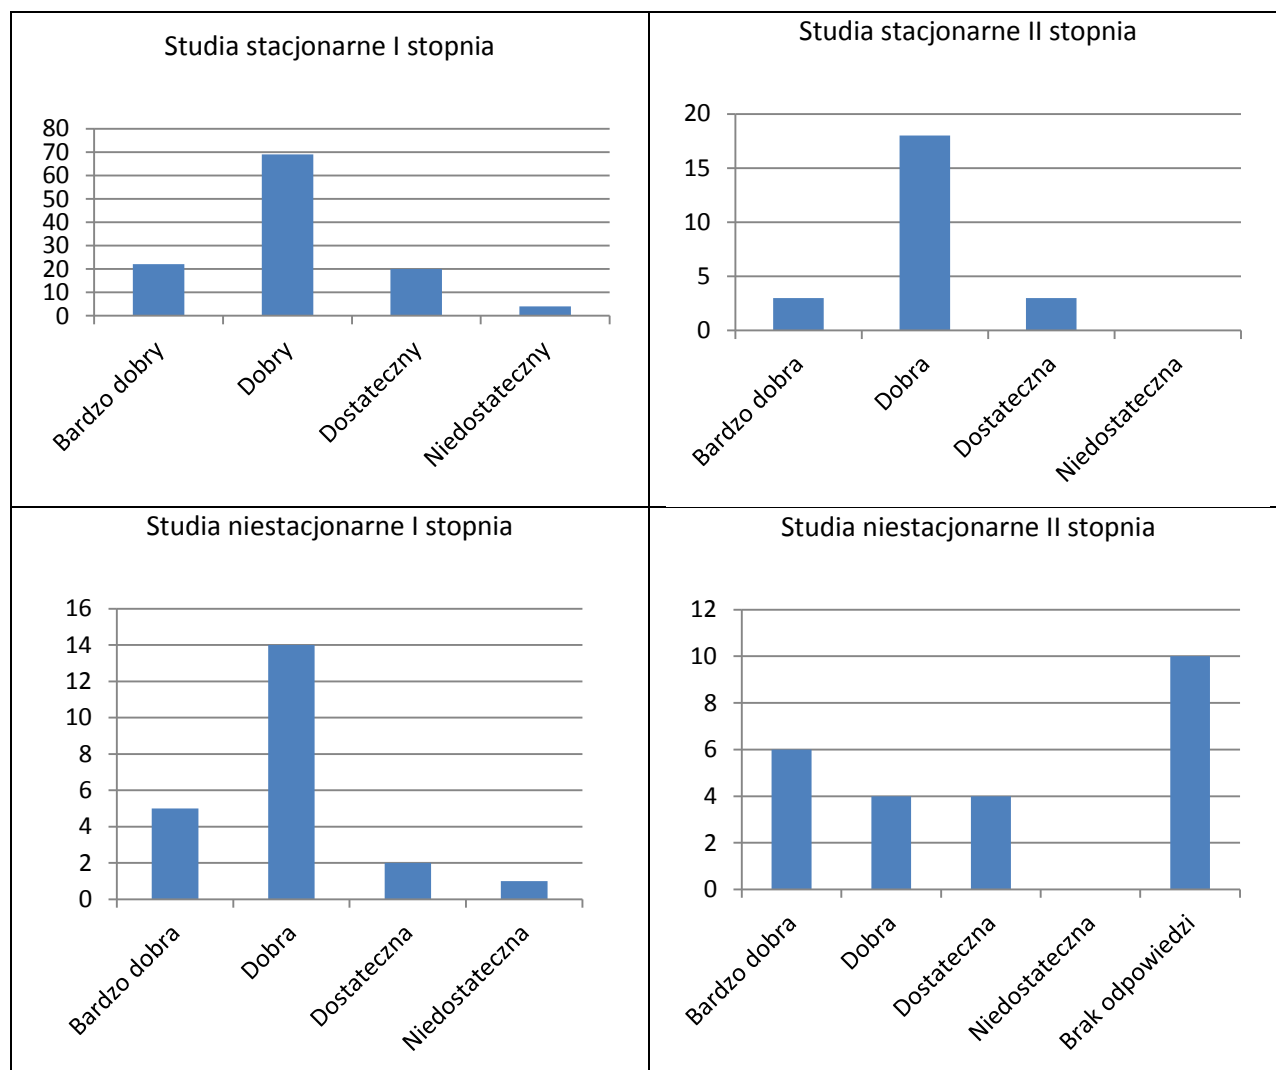 Studia stacjonarne I stopnia
80
70
60
50
40
30
20
10
0
Bardzo dobry
Dobry
Dostateczny
Niedostateczny
Studia stacjonarne II stopnia
20
15
10
5
0
Bardzo dobra
Dobra
Dostateczna
Niedostateczna
Studia niestacjonarne I stopnia
16
14
12
10
8
6
4
2
0
Bardzo dobra
Dobra
Dostateczna
Niedostateczna
Studia niestacjonarne II stopnia
12
10
8
6
4
2
0
Bardzo dobra
Dobra
Dostateczna
Niedostateczna
Brak odpowiedzi